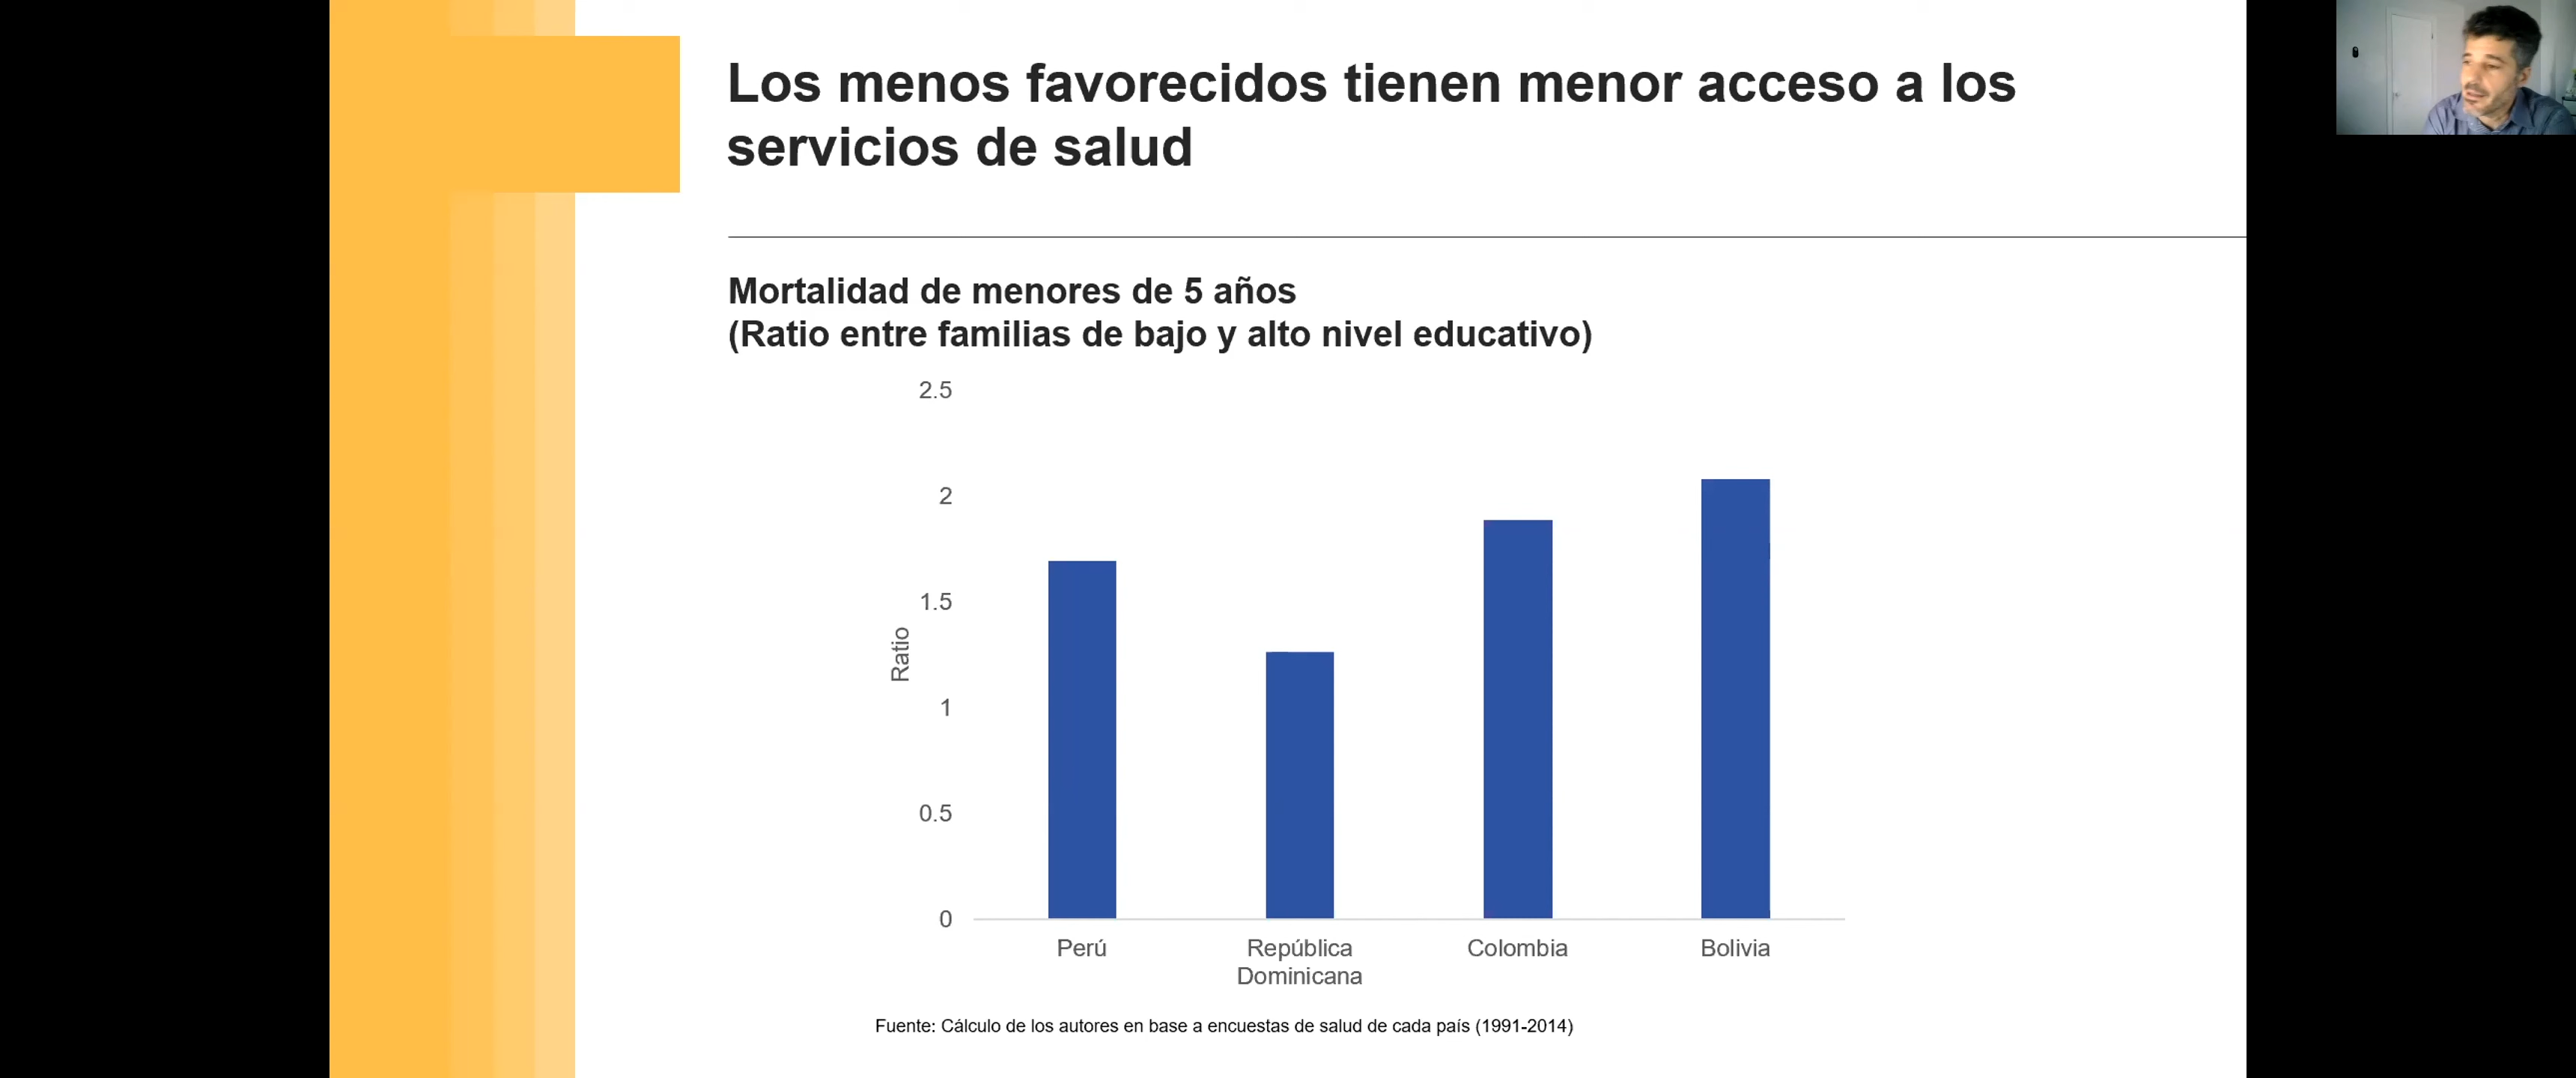 Los menos favorecidos tienen menor acceso a los
servicios de salud
Mortalidad de menores de 5 años
(Ratio entre familias de bajo y alto nivel educativo)
2.5
2
1.5
1
0.5
0
Ratio
Perú
República
Dominicana
Colombia
Bolivia
Fuente: Cálculo de los autores en base a encuestas de salud de cada país (1991-2014)